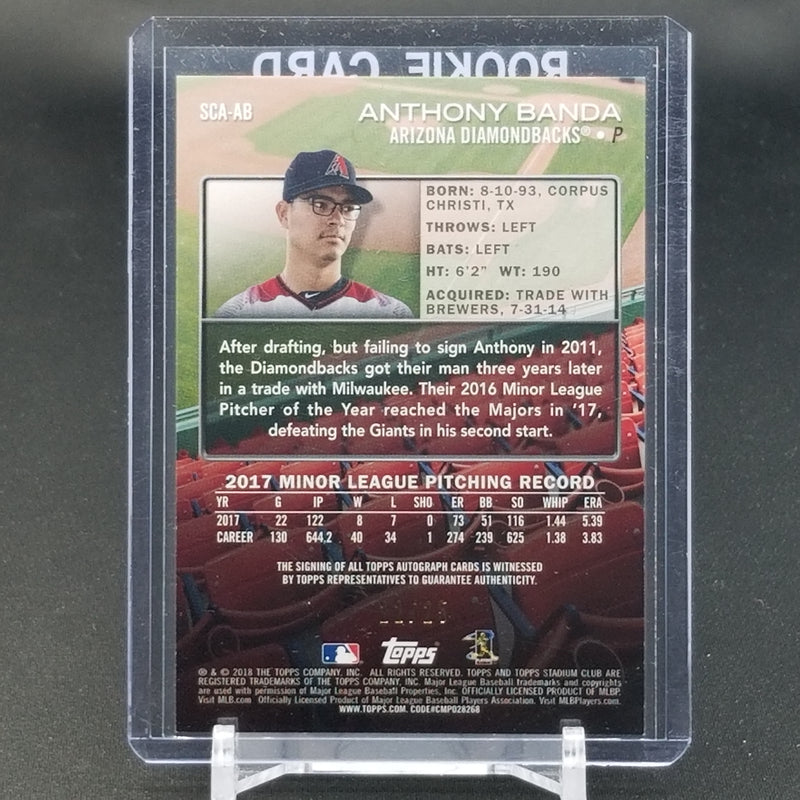 ROOKIE CARD
SCA-AB
ANTHONY BANDA
ARIZONA DIAMONDBACKS® • P
BORN: 8-10-93, CORPUS
CHRISTI, TX
THROWS: LEFT
BATS: LEFT
HT: 6'2" WT: 190
ACQUIRED: TRADE WITH
BREWERS, 7-31-14
After drafting, but failing to sign Anthony in 2011,
the Diamondbacks got their man three years later
in a trade with Milwaukee. Their 2016 Minor League
Pitcher of the Year reached the Majors in '17,
defeating the Giants in his second start.
2017 MINOR LEAGUE PITCHING RECORD
YR G IP W L SHO ER BB SO WHIP ERA
2017 22 122 8 7 0 73 51 116 1.44 5.39
CAREER 130 644.2 40 34 1 274 239 625 1.38 3.83
THE SIGNING OF ALL TOPPS AUTOGRAPH CARDS IS WITNESSED
BY TOPPS REPRESENTATIVES TO GUARANTEE AUTHENTICITY.
Topps
® & © 2018 THE TOPPS COMPANY, INC. ALL RIGHTS RESERVED. TOPPS AND TOPPS STADIUM CLUB ARE
REGISTERED TRADEMARKS OF THE TOPPS COMPANY, INC. Major League Baseball trademarks and copyrights
are used with permission of Major League Baseball Properties, Inc. OFFICIALLY LICENSED PRODUCT OF MLBP.
Visit MLB.com Officially Licensed Product of Major League Baseball Players Association. Visit MLBPlayers.com
WWW.TOPPS.COM. CODE#CMP028268